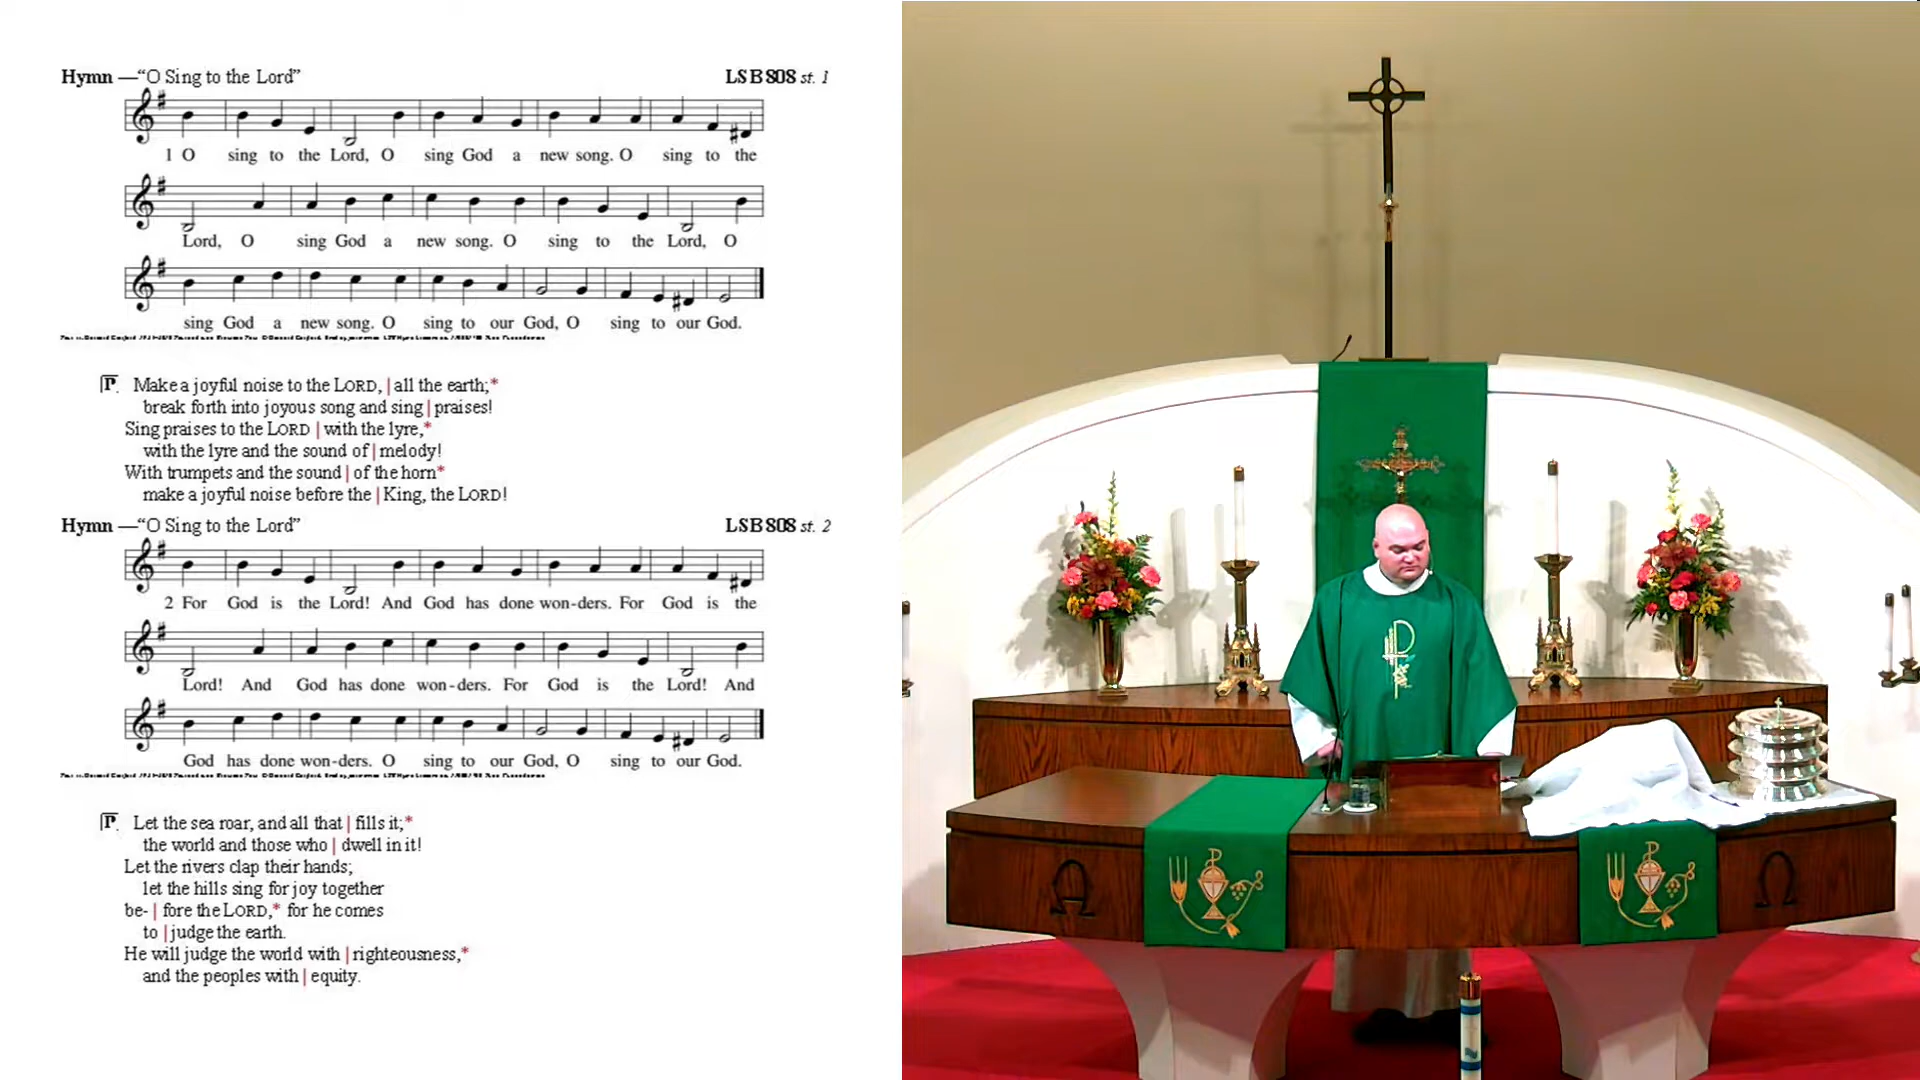 Hymn —“O Sing to the Lord” LSB 808 st. 1
1 O sing to the Lord, O sing God a new song. O sing to the
Lord, O sing God a new song. O sing to the Lord, O
sing God a new song. O sing to our God, O sing to our God.
P Make a joyful noise to the LORD, | all the earth;*
break forth into joyous song and sing | praises!
Sing praises to the LORD | with the lyre,*
with the lyre and the sound of | melody!
With trumpets and the sound | of the horn*
make a joyful noise before the | King, the LORD!
Hymn —“O Sing to the Lord” LSB 808 st. 2
2 For God is the Lord! And God has done won-ders. For God is the
Lord! And God has done won-ders. For God is the Lord! And
God has done won-ders. O sing to our God, O sing to our God.
P Let the sea roar, and all that | fills it;*
the world and those who | dwell in it!
Let the rivers clap their hands;
let the hills sing for joy together
be- | fore the LORD,* for he comes
to | judge the earth.
He will judge the world with | righteousness,*
and the peoples with | equity.
Α Ω